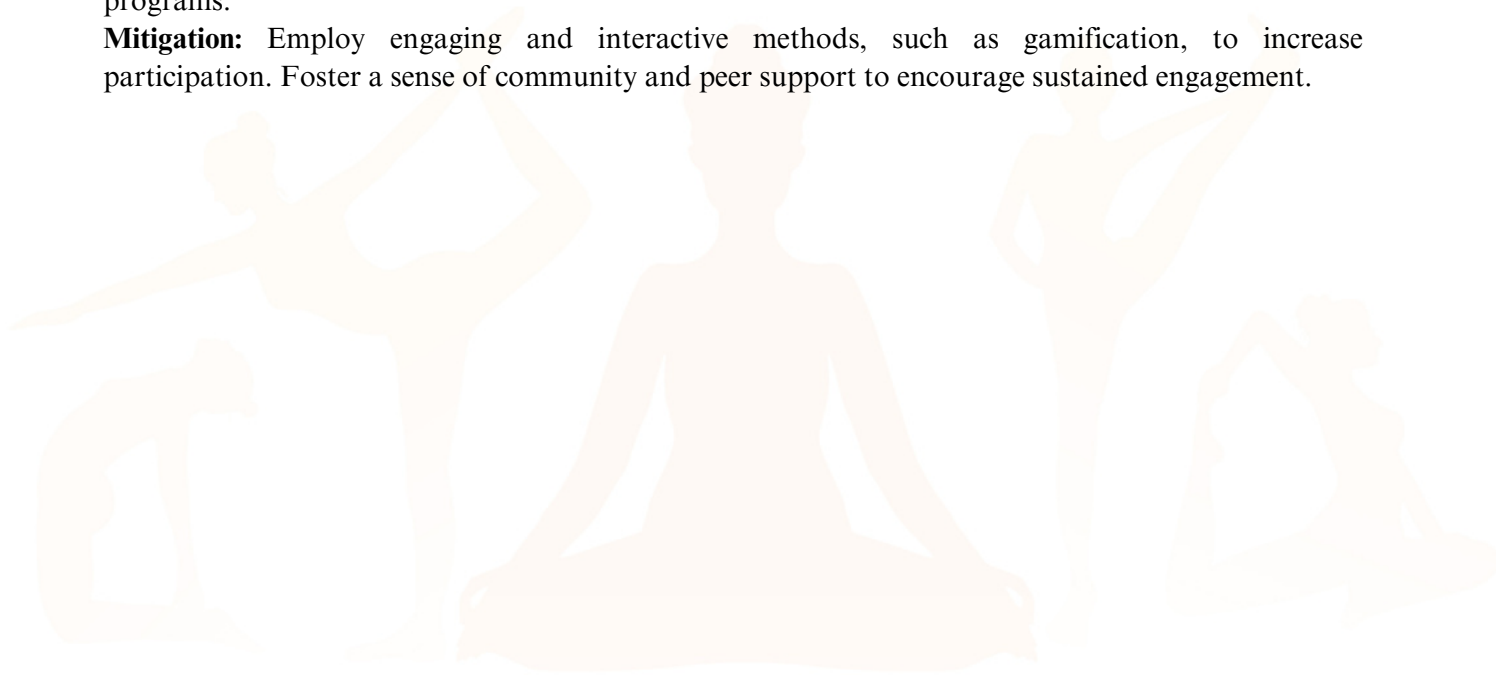 programs.
Mitigation: Employ engaging and interactive methods, such as gamification, to increase
participation. Foster a sense of community and peer support to encourage sustained engagement.